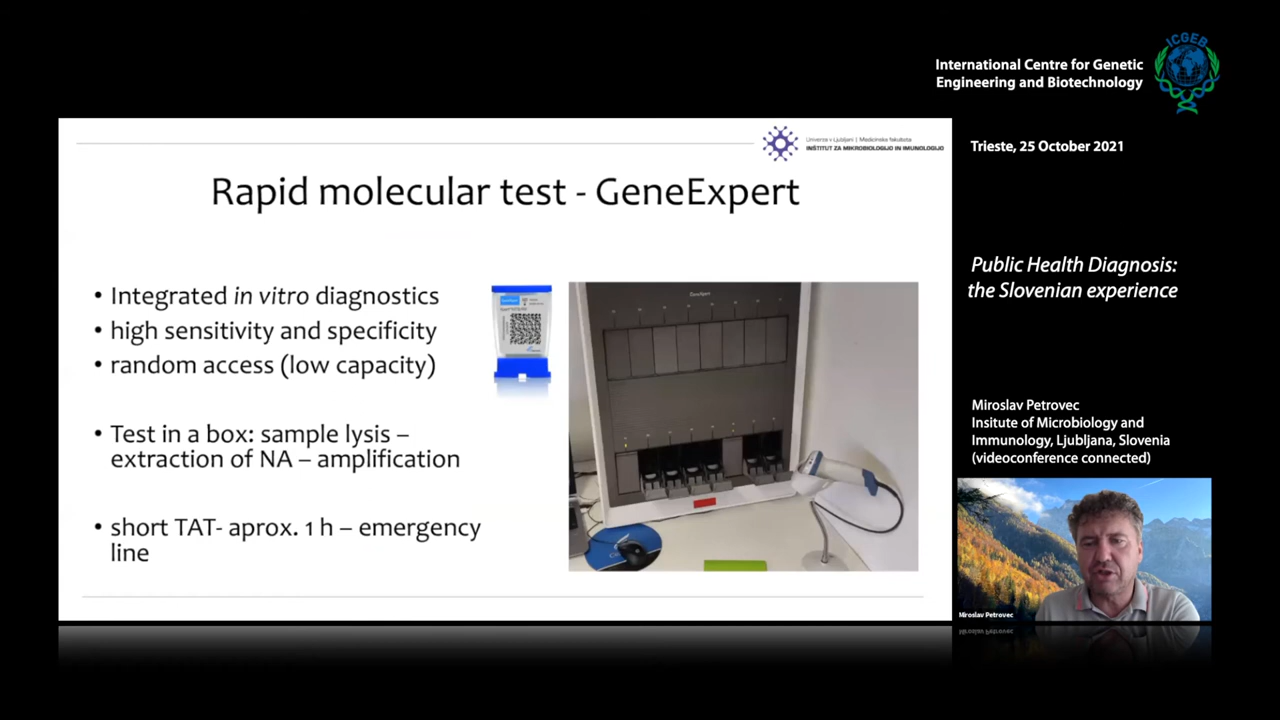 International Centre for Genetic
Engineering and Biotechnology
ICGEB
Trieste, 25 October 2021
Univerza v Ljubljani | Medicinska fakulteta
INŠTITUT ZA MIKROBIOLOGIJO IN IMUNOLOGIJO
Rapid molecular test - GeneExpert
• Integrated in vitro diagnostics
• high sensitivity and specificity
• random access (low capacity)
• Test in a box: sample lysis –
extraction of NA – amplification
• short TAT- aprox. 1 h – emergency
line
GeneXpert
Public Health Diagnosis:
the Slovenian experience
Miroslav Petrovec
Insitute of Microbiology and
Immunology, Ljubljana, Slovenia
(videoconference connected)
Miroslav Petrovec